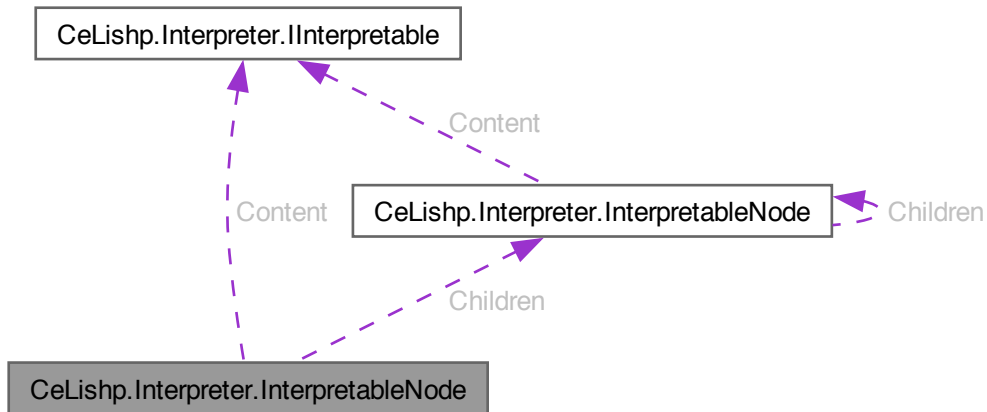 CeLishp.Interpreter.IInterpretable
Content
CeLishp.Interpreter.InterpretableNode
Content
Children
Children
CeLishp.Interpreter.InterpretableNode